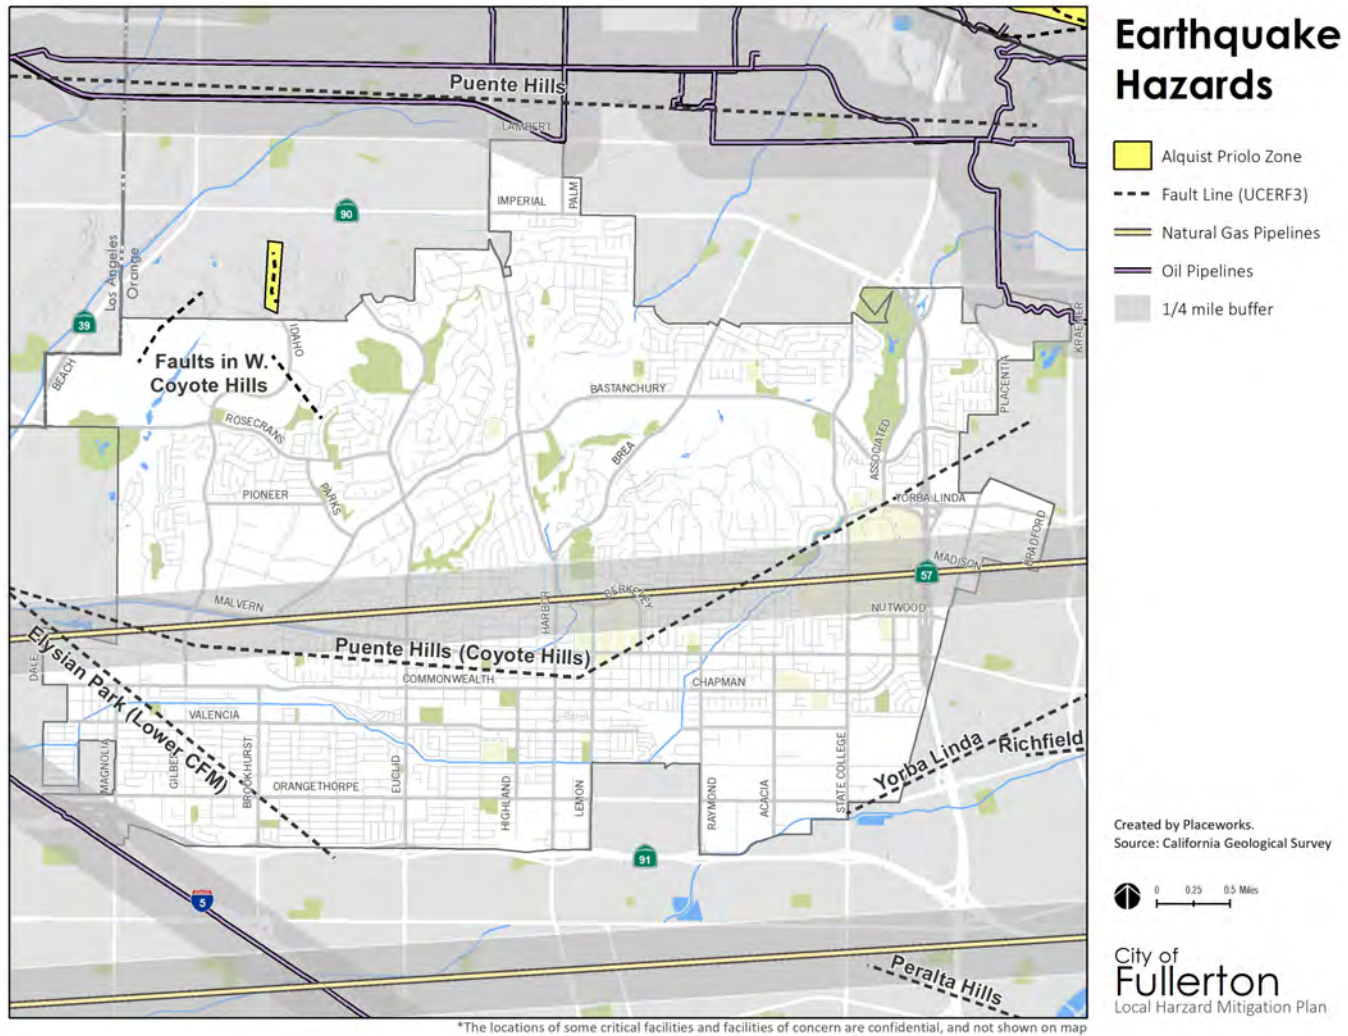 Earthquake
Hazards
Alquist Priolo Zone
Fault Line (UCERF3)
Natural Gas Pipelines
Oil Pipelines
1/4 mile buffer
Puente Hills
LAMBERT
IMPERIAL
PALM
90
Los Angeles
Orange
39
BEACH
IDAHO
Faults in W.
Coyote Hills
KRAEMER
PLACENTIA
BASTANCHURY
ROSECRANS
BREA
ASSOCIATED
PIONEER
PARKS
YORBA LINDA
BRADFORD
MADISON
57
MALVERN
HARBOR
BERKELEY
NUTWOOD
Elysian Park (Lower CFM)
Puente Hills (Coyote Hills)
DALE
COMMONWEALTH
CHAPMAN
VALENCIA
MAGNOLIA
GILBERT
BROOKHURST
EUCLID
ORANGETHORPE
HIGHLAND
LEMON
RAYMOND
ACACIA
STATE COLLEGE
Yorba Linda
Richfield
91
5
Peralta Hills
Created by Placeworks.
Source: California Geological Survey
0 0.25 0.5 Miles
City of
Fullerton
Local Harzard Mitigation Plan
*The locations of some critical facilities and facilities of concern are confidential, and not shown on map